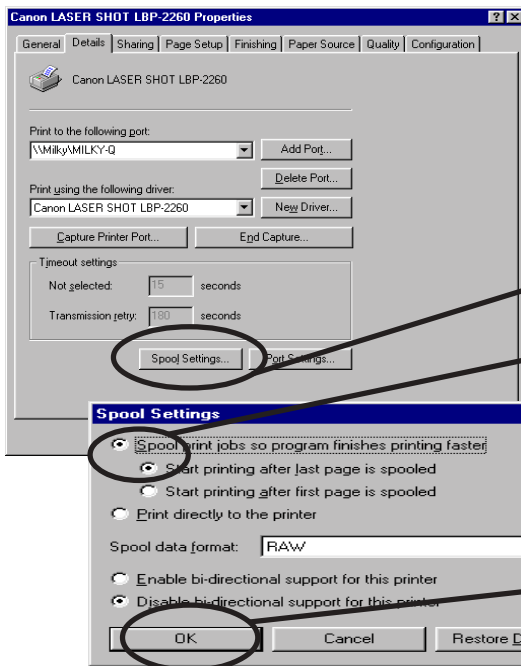 Canon LASER SHOT LBP-2260 Properties
General Details Sharing Page Setup Finishing Paper Source Quality Configuration
Canon LASER SHOT LBP-2260
Print to the following port:
\\Milky\MILKY-Q
Add Port...
Delete Port...
Print using the following driver:
Canon LASER SHOT LBP-2260
New Driver...
Capture Printer Port...
End Capture...
Timeout settings
Not selected: 15 seconds
Transmission retry: 180 seconds
Spool Settings...
Port Settings...
Spool Settings
Spool print jobs so program finishes printing faster
Start printing after last page is spooled
Start printing after first page is spooled
Print directly to the printer
Spool data format: RAW
Enable bi-directional support for this printer
Disable bi-directional support for this printer
OK Cancel Restore D